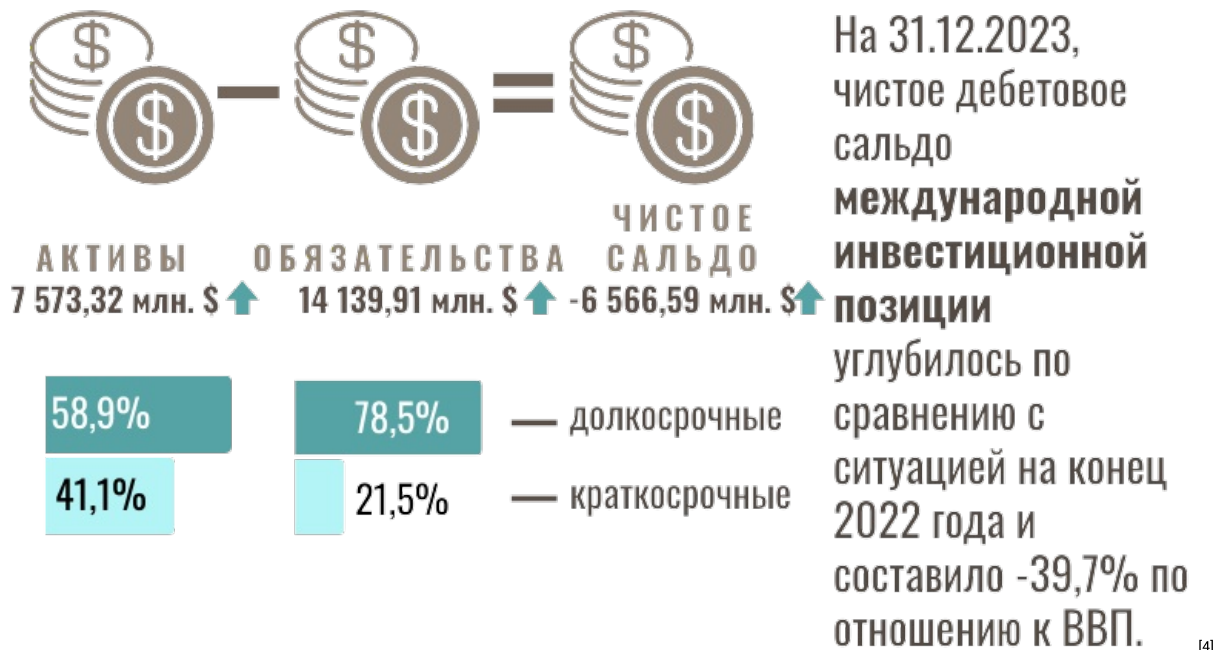 АКТИВЫ
7 573,32 млн. $
ОБЯЗАТЕЛЬСТВА
14 139,91 млн. $
ЧИСТОЕ
САЛЬДО
-6 566,59 млн. $
58,9%
41,1%
78,5%
21,5%
— долкосрочные
— краткосрочные
На 31.12.2023,
чистое дебетовое
сальдо
международной
инвестиционной
позиции
углубилось по
сравнению с
ситуацией на конец
2022 года и
составило -39,7% по
отношению к ВВП.
[4]